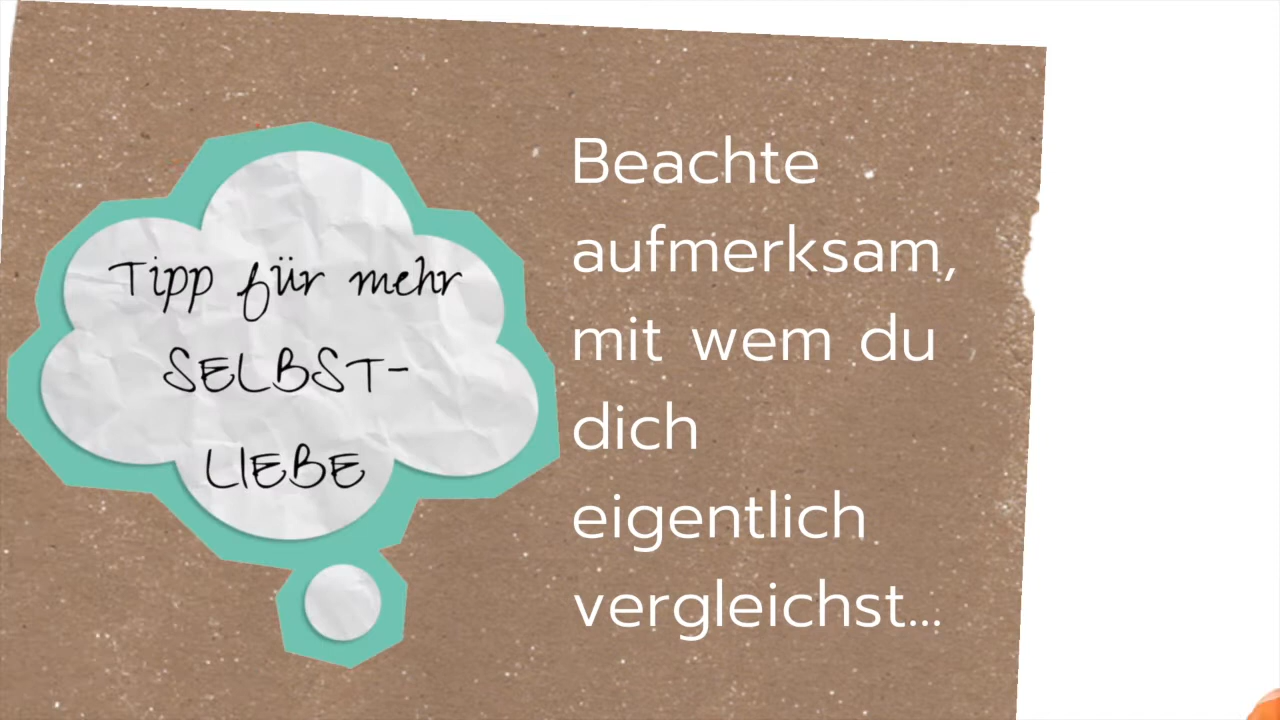 Tipp für mehr
SELBST-
LIEBE
Beachte
aufmerksam,
mit wem du
dich
eigentlich
vergleichst...